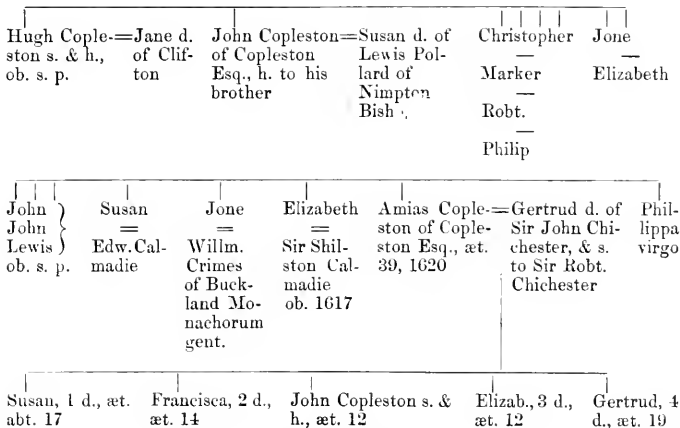 Hugh Cople-=Jane d.
ston s. & h., of Clif-
ob. s. p. ton
John Copleston=Susan d. of
of Copleston Lewis Pol-
Esq., h. to his lard of
brother Nimpton
Bish
Christopher
—
Marker
—
Robt.
—
Philip
Jone
—
Elizabeth
John
John
Lewis
ob. s. p.
Susan
=
Edw. Cal-
madie
Jone
=
Willm.
Crimes
of Buck-
land Mo-
nachorum
gent.
Elizabeth
=
Sir Shil-
ston Cal-
madie
ob. 1617
Amias Cople-=Gertrud d. of
ston of Cople- Sir John Chi-
ston Esq., æt. chester, & s.
39, 1620 to Sir Robt.
Chichester
Phil-
lippa
virgo
Susan, 1 d., æt.
abt. 17
Francisca, 2 d.,
æt. 14
John Copleston s. &
h., æt. 12
Elizab., 3 d.,
æt. 12
Gertrud, 4
d., æt. 19